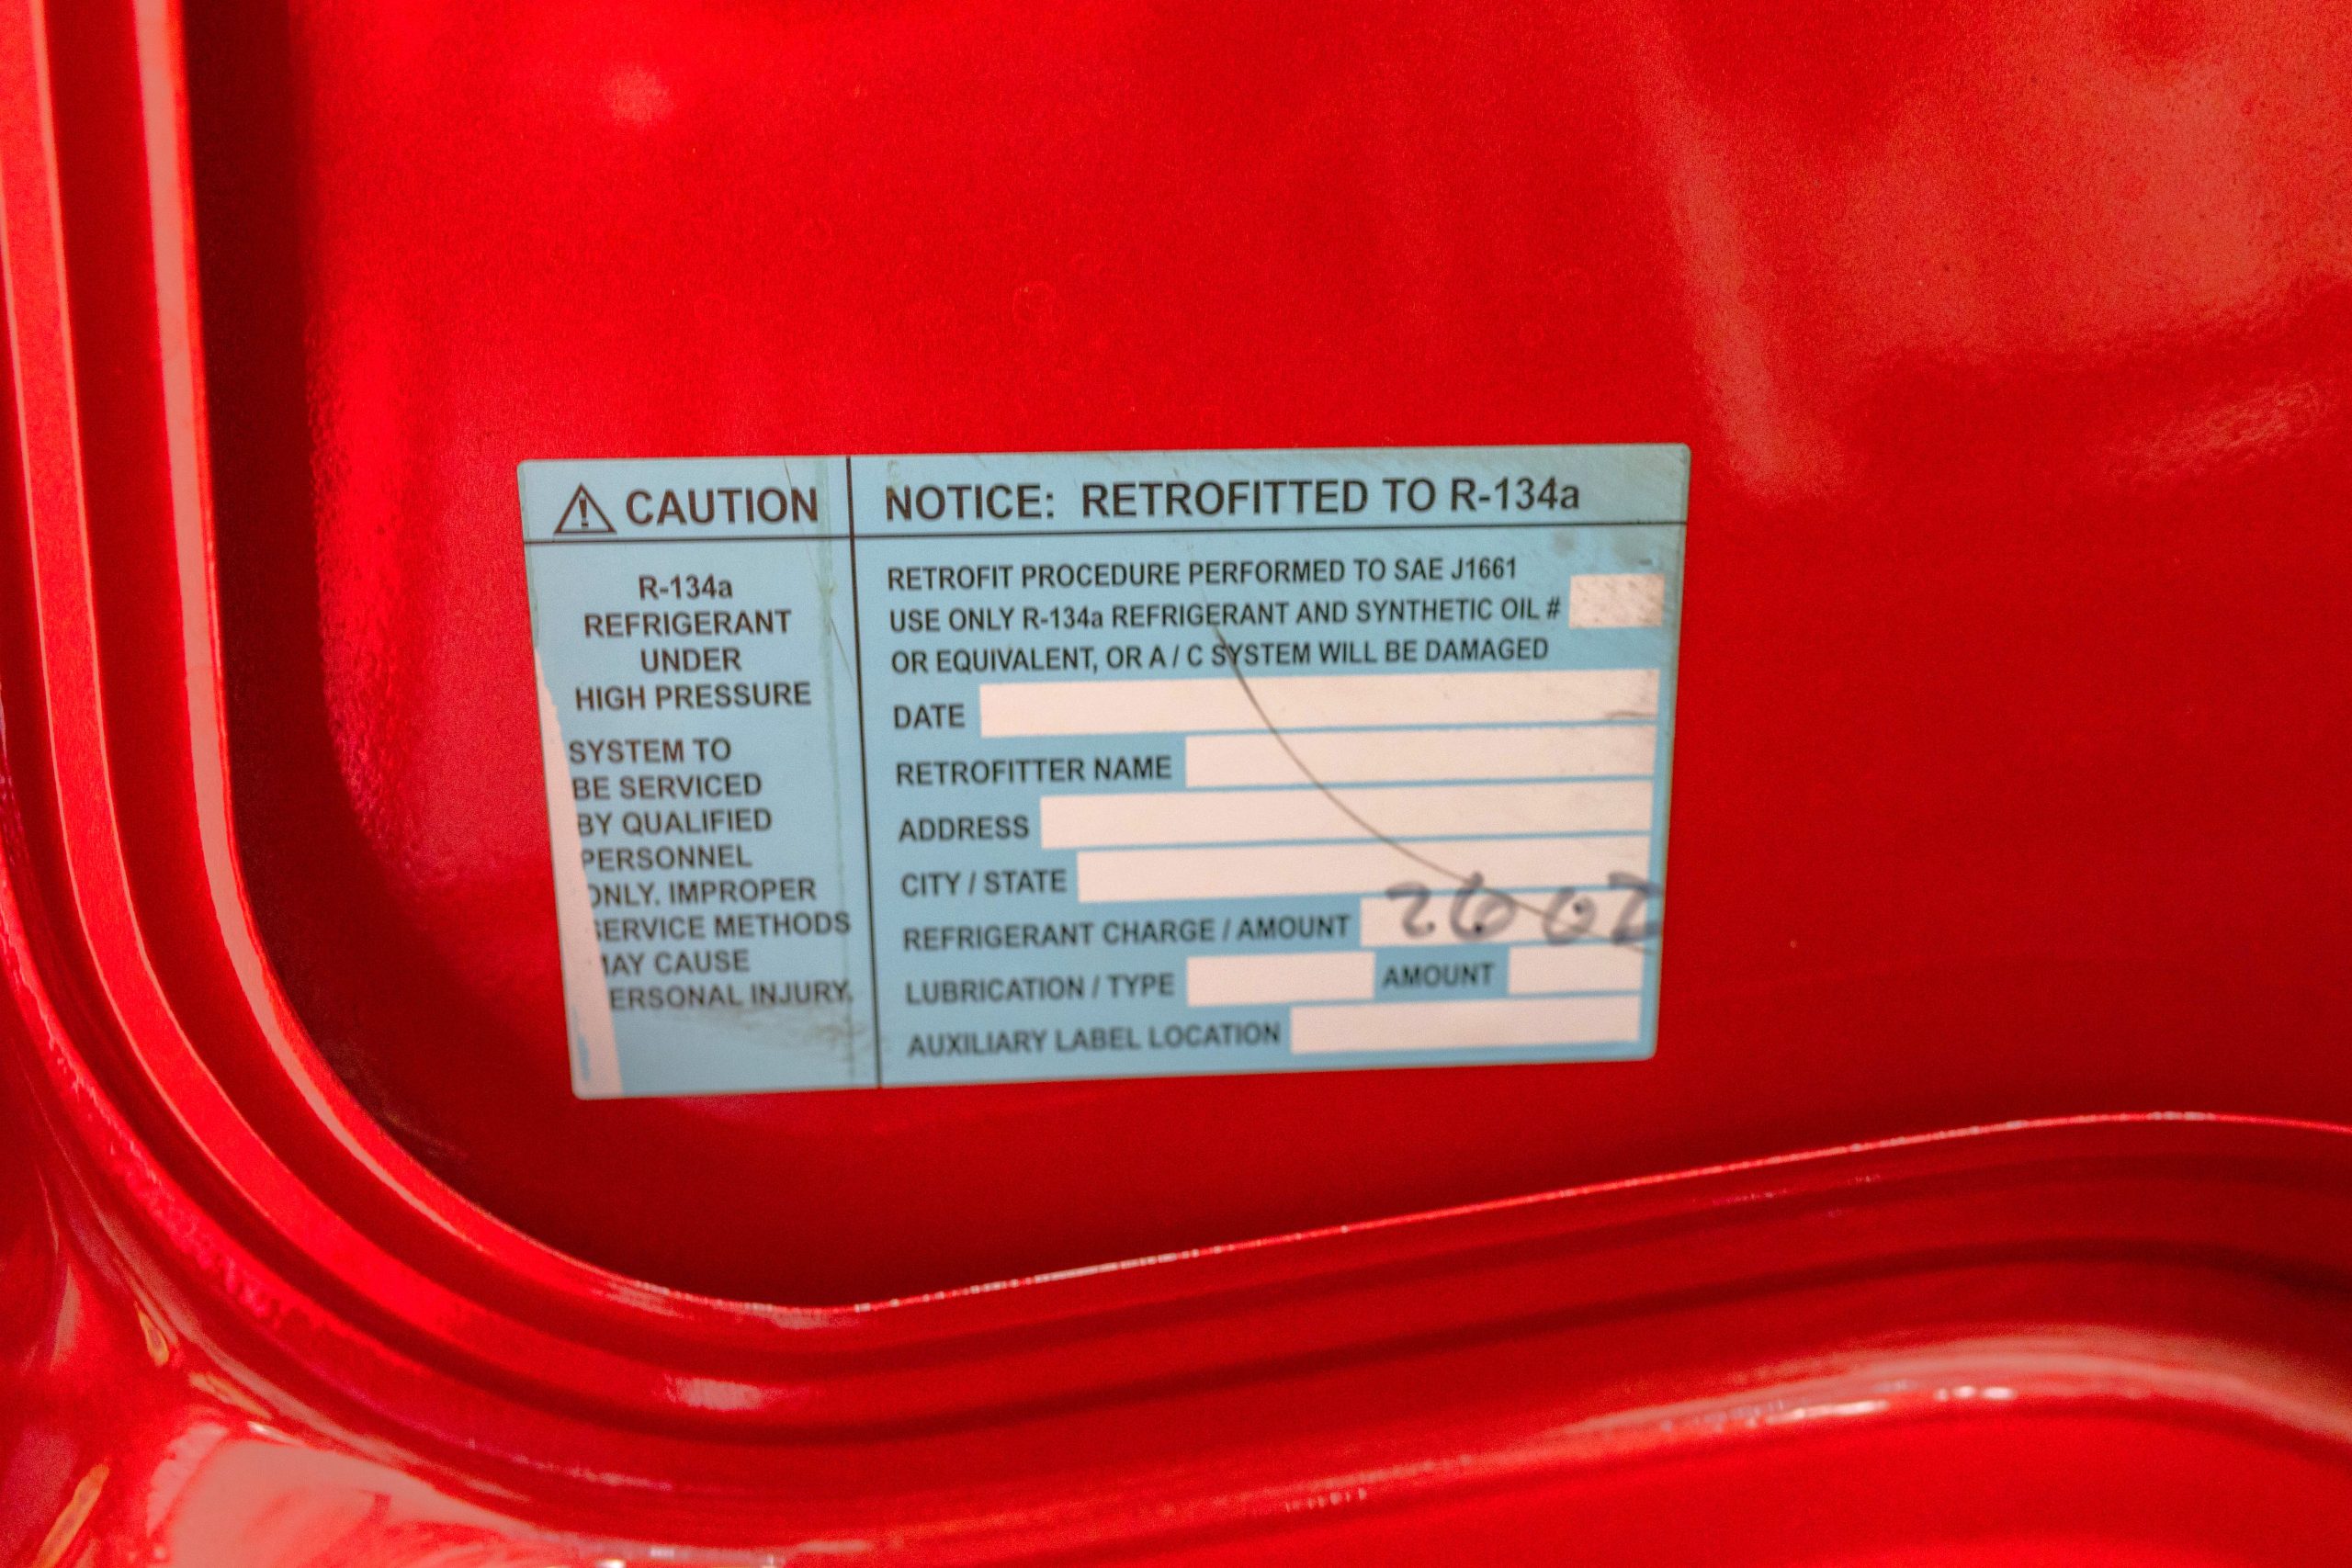 CAUTION
R-134a
REFRIGERANT
UNDER
HIGH PRESSURE
SYSTEM TO
BE SERVICED
BY QUALIFIED
PERSONNEL
ONLY. IMPROPER
SERVICE METHODS
MAY CAUSE
PERSONAL INJURY.
NOTICE: RETROFITTED TO R-134a
RETROFIT PROCEDURE PERFORMED TO SAE J1661
USE ONLY R-134a REFRIGERANT AND SYNTHETIC OIL #
OR EQUIVALENT, OR A / C SYSTEM WILL BE DAMAGED
DATE
RETROFITTER NAME
ADDRESS
CITY / STATE
REFRIGERANT CHARGE / AMOUNT
LUBRICATION / TYPE AMOUNT
AUXILIARY LABEL LOCATION